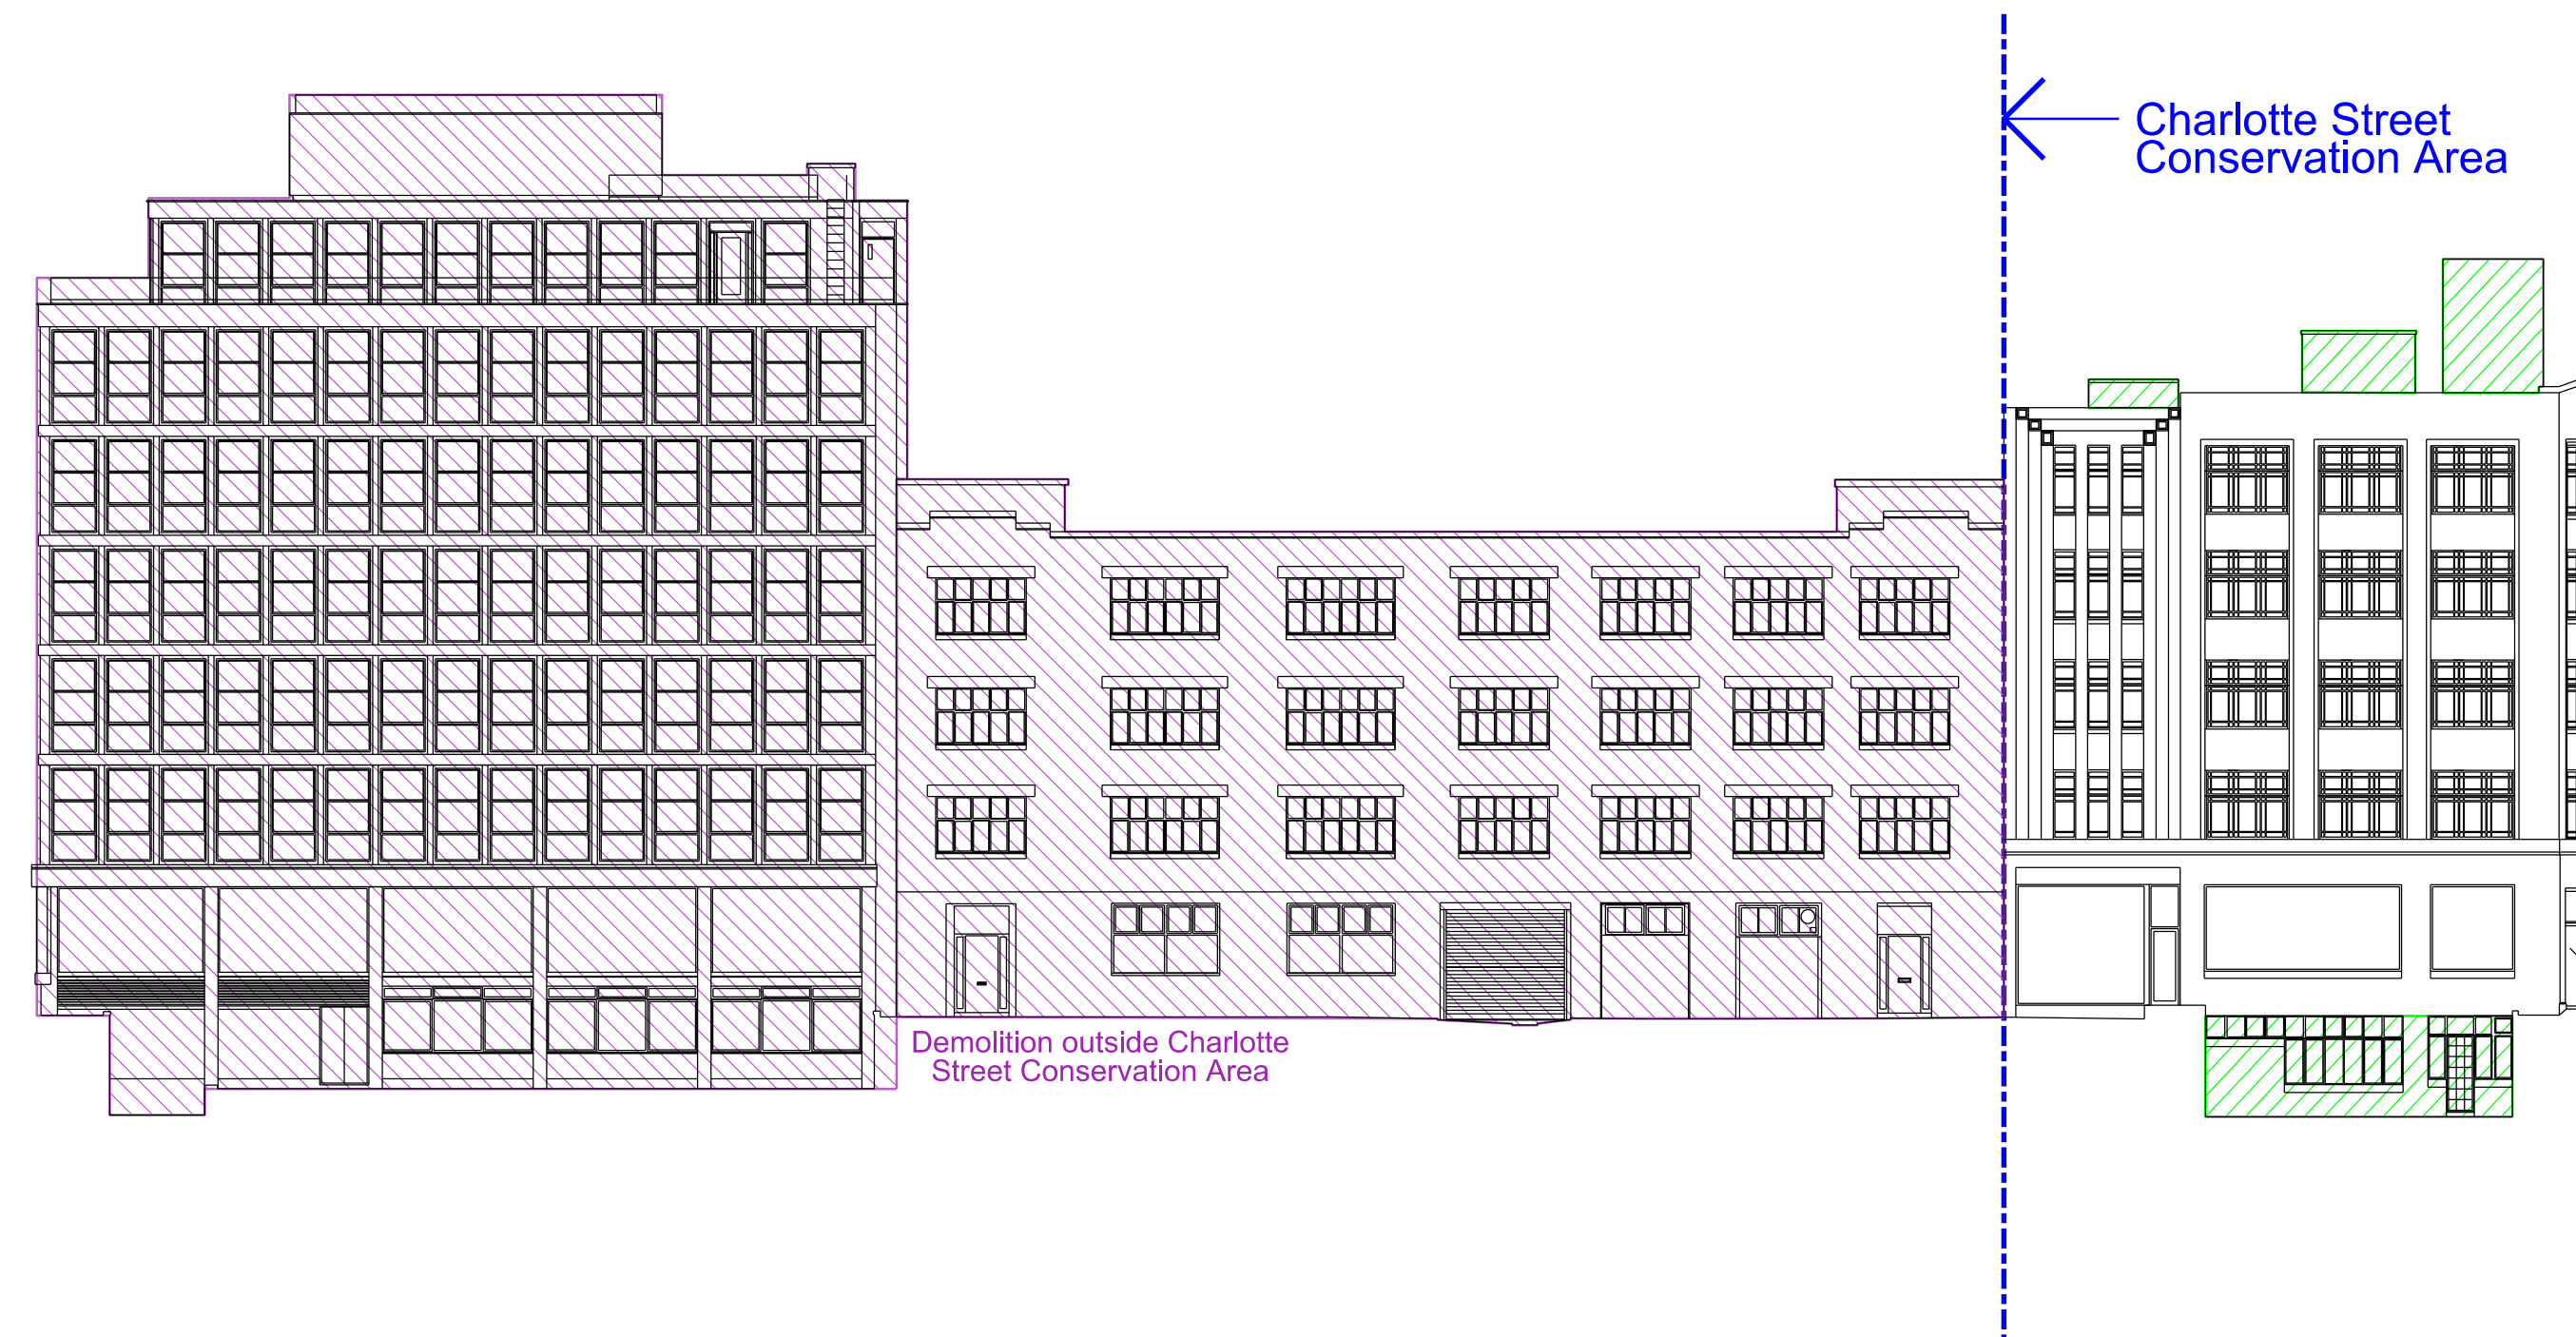 Charlotte Street
Conservation Area
Demolition outside Charlotte
Street Conservation Area